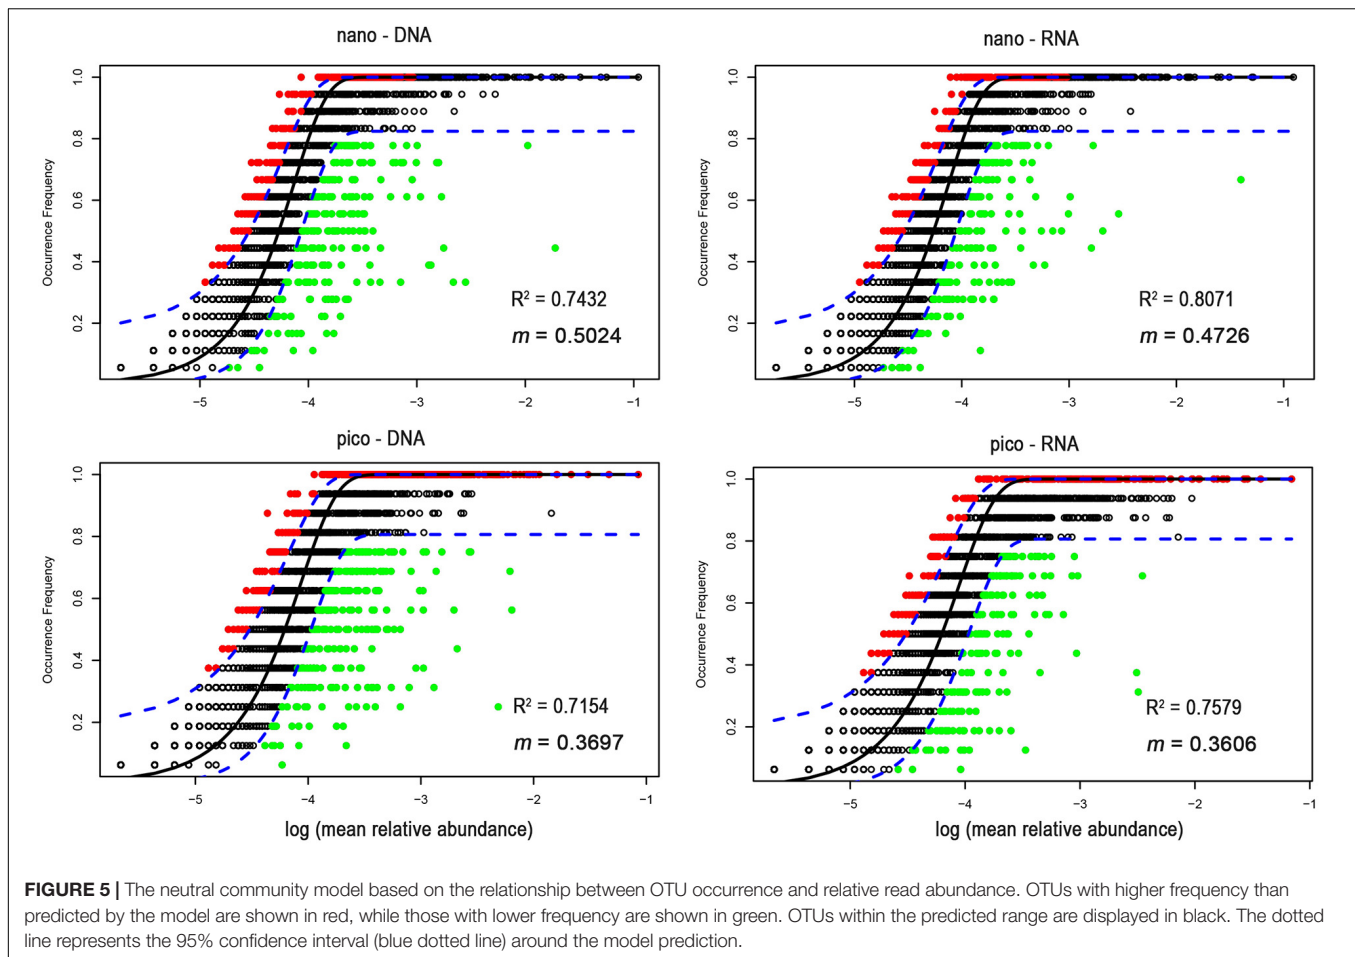 nano - DNA
Occurrence Frequency
1.0
0.8
0.6
0.4
0.2
R² = 0.7432
m = 0.5024
−5 −4 −3 −2 −1
nano - RNA
Occurrence Frequency
1.0
0.8
0.6
0.4
0.2
R² = 0.8071
m = 0.4726
−5 −4 −3 −2 −1
pico - DNA
Occurrence Frequency
1.0
0.8
0.6
0.4
0.2
R² = 0.7154
m = 0.3697
−5 −4 −3 −2 −1
log (mean relative abundance)
pico - RNA
Occurrence Frequency
1.0
0.8
0.6
0.4
0.2
R² = 0.7579
m = 0.3606
−5 −4 −3 −2 −1
log (mean relative abundance)
FIGURE 5 | The neutral community model based on the relationship between OTU occurrence and relative read abundance. OTUs with higher frequency than
predicted by the model are shown in red, while those with lower frequency are shown in green. OTUs within the predicted range are displayed in black. The dotted
line represents the 95% confidence interval (blue dotted line) around the model prediction.